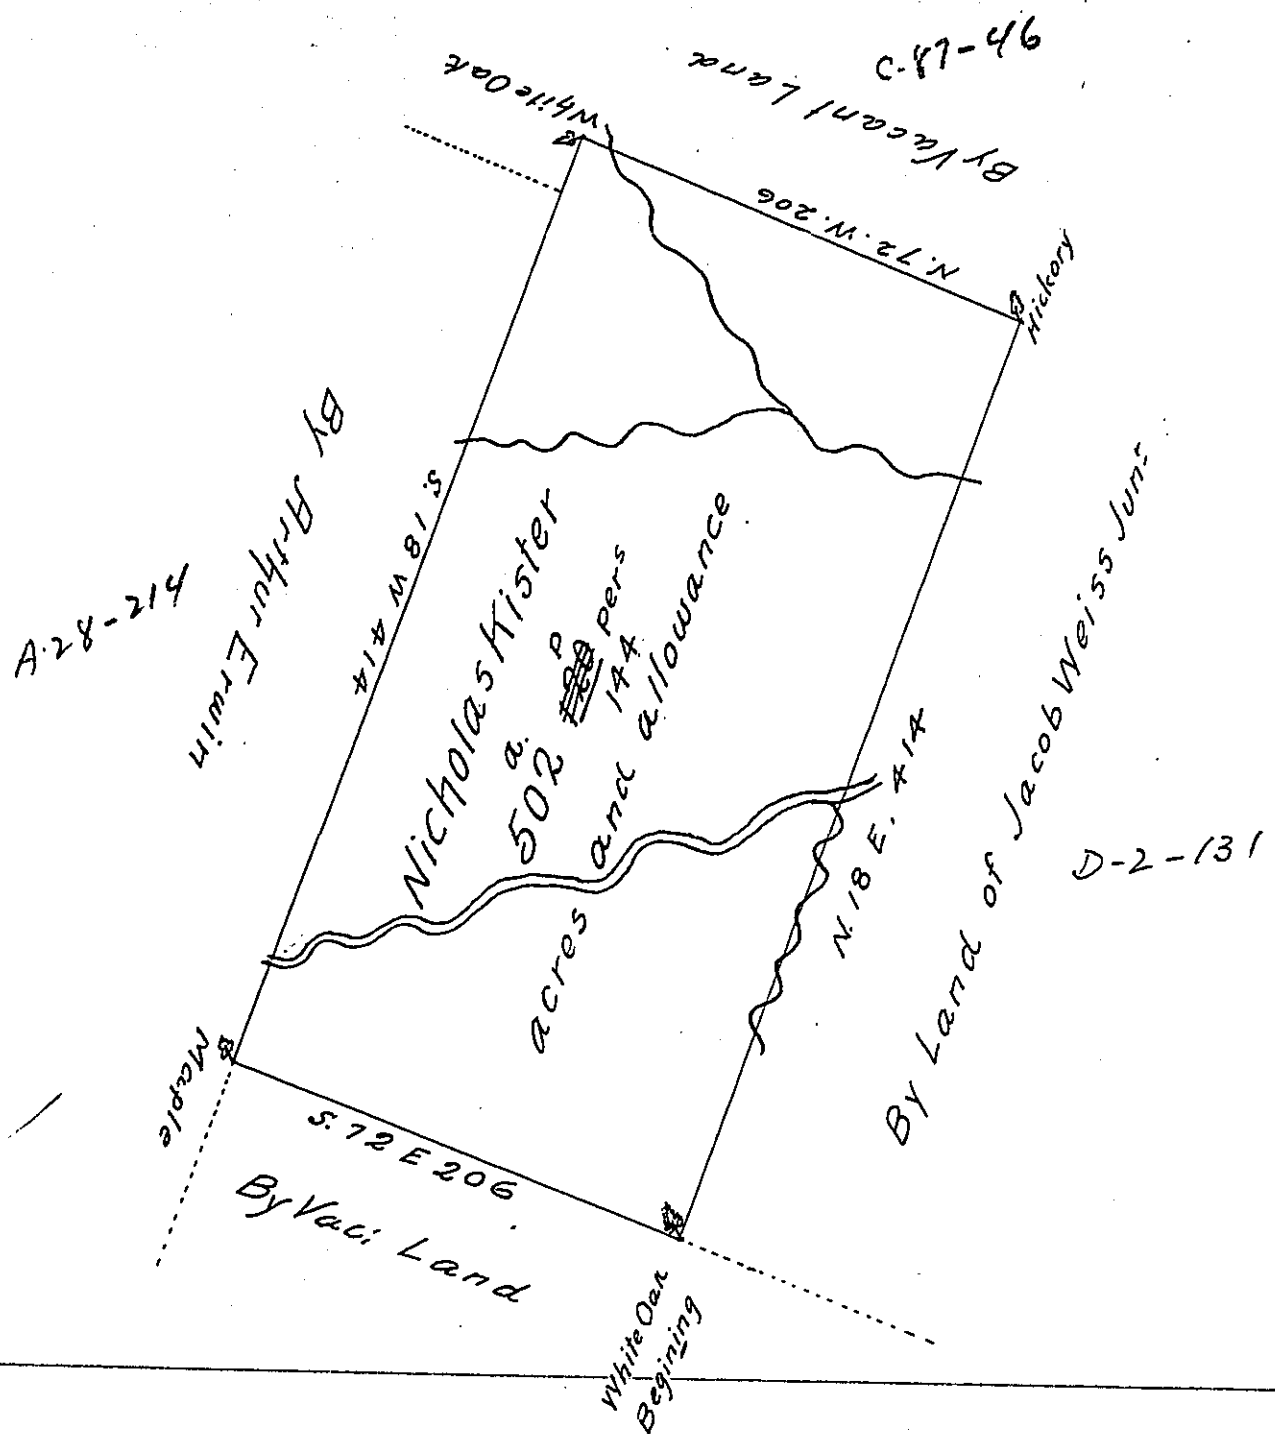 C-87-46
By Vacant Land
White Oak
N. 72. W. 206
Hickory
By Arthur Erwin
A-28-214
S. 18 W 414
Nicholas Kister
a. P
502 pers
144
acres and allowance
N. 18 E. 414
By Land of Jacob Weiss Junr
D-2-131
Maple
S. 72 E 206
By Vact Land
White Oak
Begining